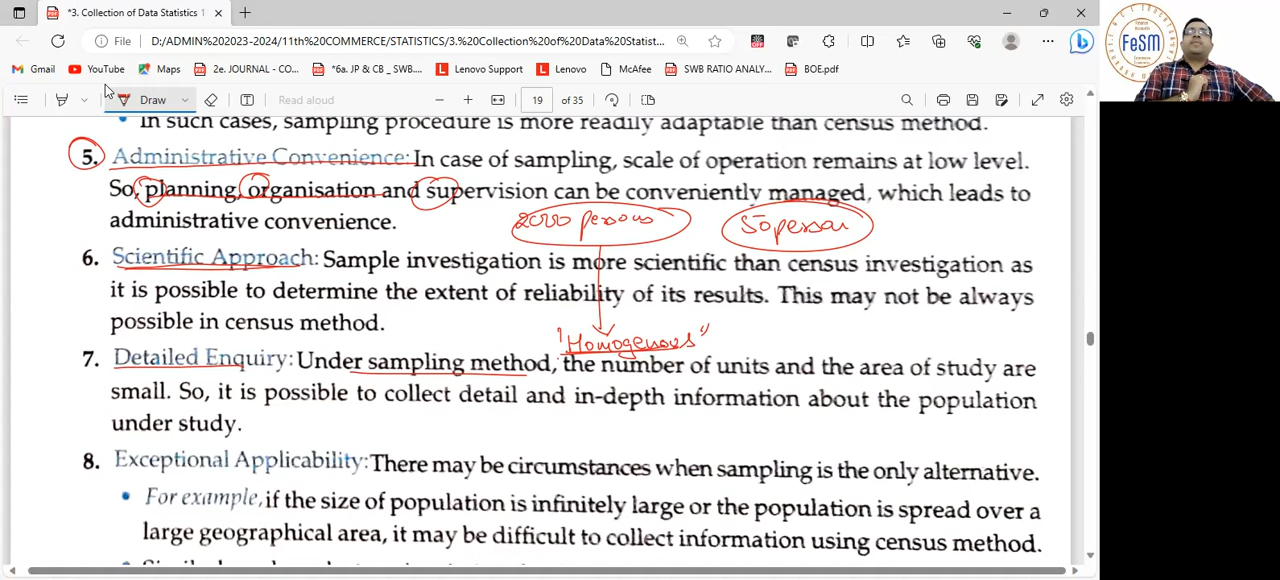 *3. Collection of Data Statistics 1
File D:/ADMIN%202023-2024/11th%20COMMERCE/STATISTICS/3.%20Collection%20of%20Data%20Statist...
Gmail YouTube Maps 2e. JOURNAL - CO... *6a. JP & CB _ SWB... Lenovo Support Lenovo McAfee SWB RATIO ANALY... BOE.pdf
Draw Read aloud 19 of 35
FeSM
In such cases, sampling procedure is more readily adaptable than census method.
5. Administrative Convenience: In case of sampling, scale of operation remains at low level.
So, planning, organisation and supervision can be conveniently managed, which leads to
administrative convenience.
2000 persons 50 person
6. Scientific Approach: Sample investigation is more scientific than census investigation as
it is possible to determine the extent of reliability of its results. This may not be always
possible in census method.
"Homogenous"
7. Detailed Enquiry: Under sampling method, the number of units and the area of study are
small. So, it is possible to collect detail and in-depth information about the population
under study.
8. Exceptional Applicability: There may be circumstances when sampling is the only alternative.
• For example, if the size of population is infinitely large or the population is spread over a
large geographical area, it may be difficult to collect information using census method.